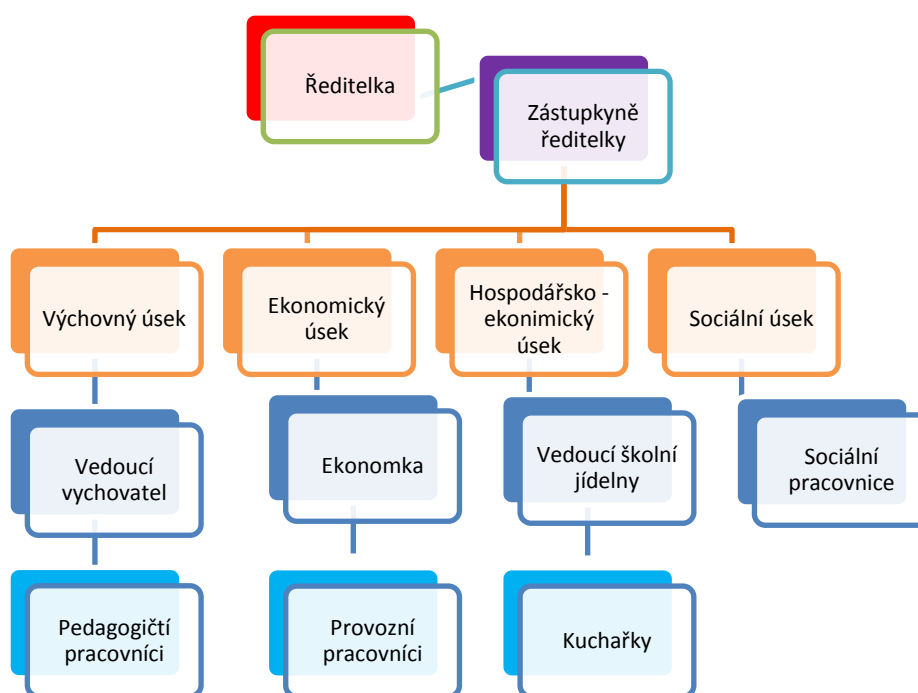 Ředitelka
Zástupkyně
ředitelky
Výchovný úsek
Ekonomický
úsek
Hospodářsko -
ekonimický
úsek
Sociální úsek
Vedoucí
vychovatel
Ekonomka
Vedoucí školní
jídelny
Sociální
pracovnice
Pedagogičtí
pracovníci
Provozní
pracovníci
Kuchařky